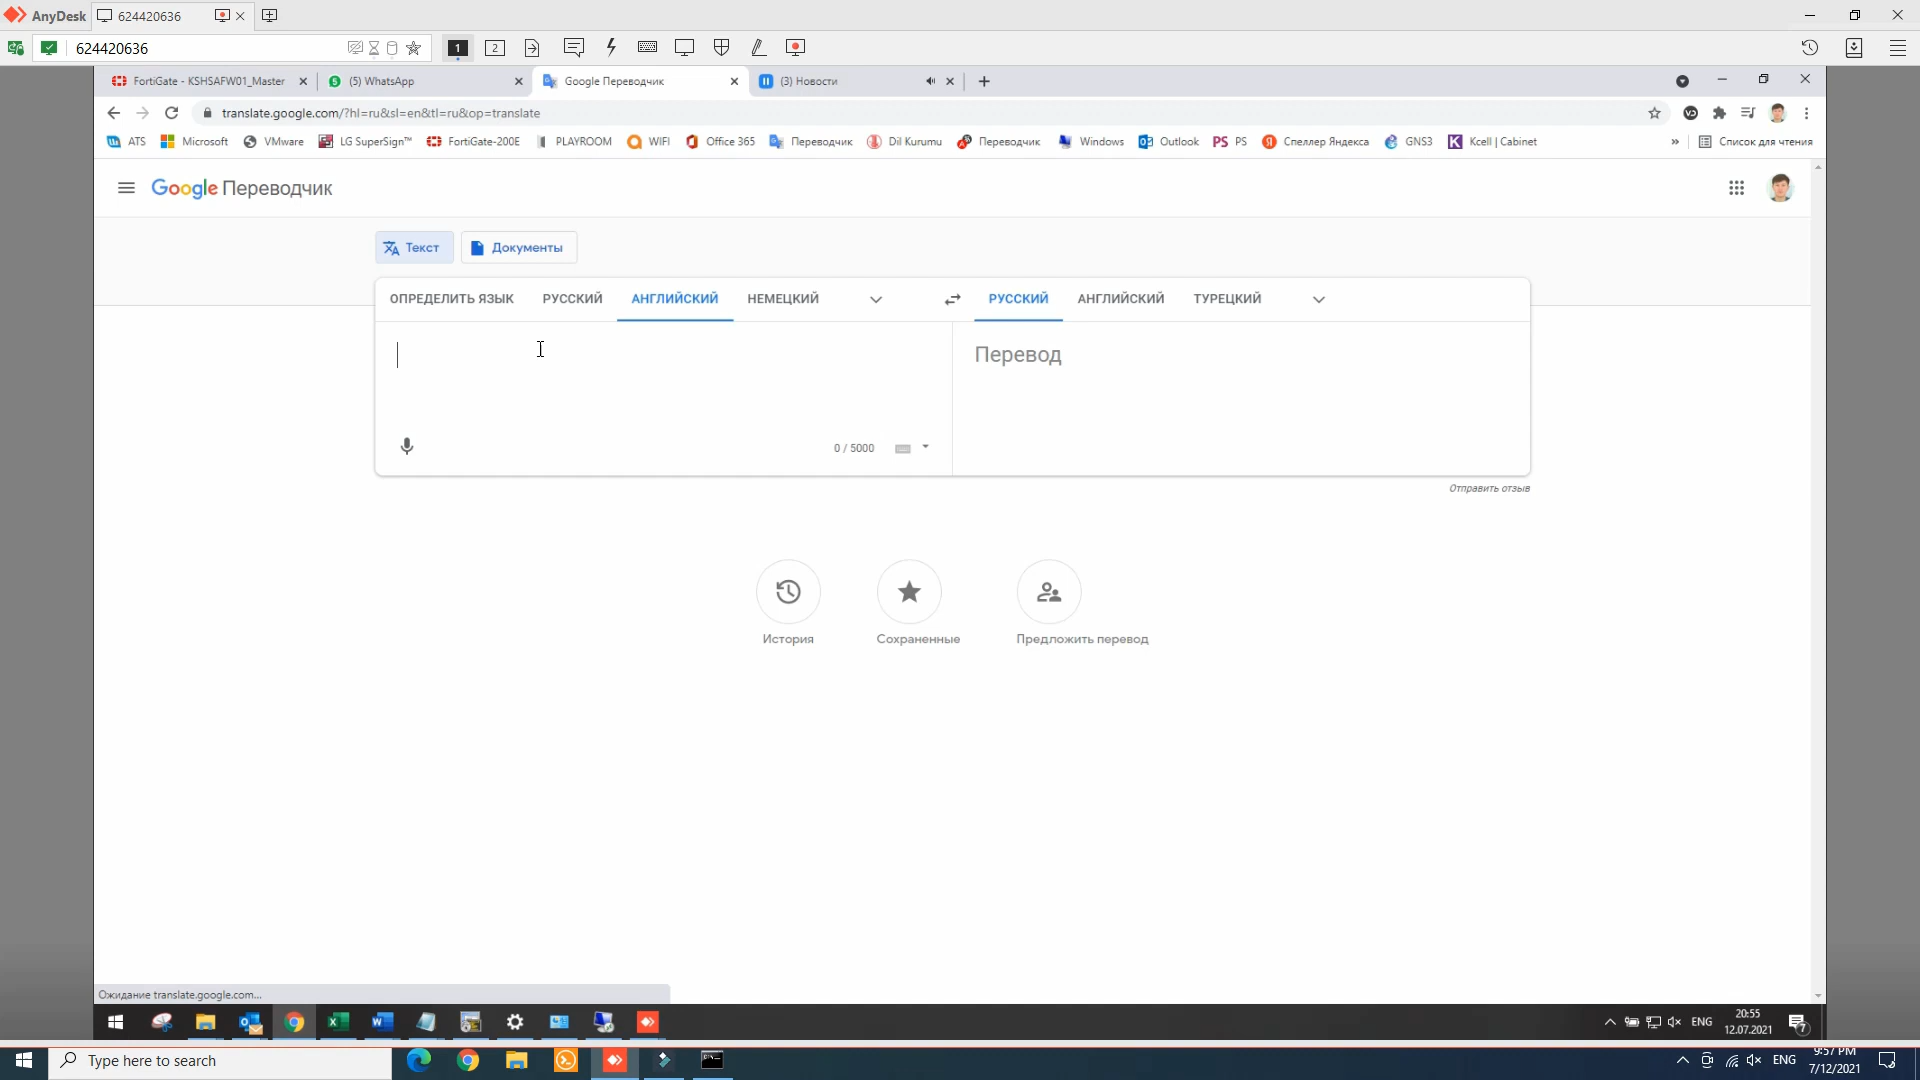 AnyDesk 624420636
624420636 1 2
FortiGate - KSHSAFW01_Master (5) WhatsApp Google Переводчик (3) Новости
translate.google.com/?hl=ru&sl=en&tl=ru&op=translate
ATS Microsoft VMware LG SuperSign™ FortiGate-200E PLAYROOM WIFI Office 365 Переводчик Dil Kurumu Переводчик Windows Outlook PS PS Спеллер Яндекса GNS3 Kcell | Cabinet » Список для чтения
Google Переводчик
Текст Документы
ОПРЕДЕЛИТЬ ЯЗЫК РУССКИЙ АНГЛИЙСКИЙ НЕМЕЦКИЙ РУССКИЙ АНГЛИЙСКИЙ ТУРЕЦКИЙ
Перевод
0 / 5000
Отправить отзыв
История Сохраненные Предложить перевод
Ожидание translate.google.com...
ENG 20:55
12.07.2021 7
Type here to search ENG 9:57 PM
7/12/2021